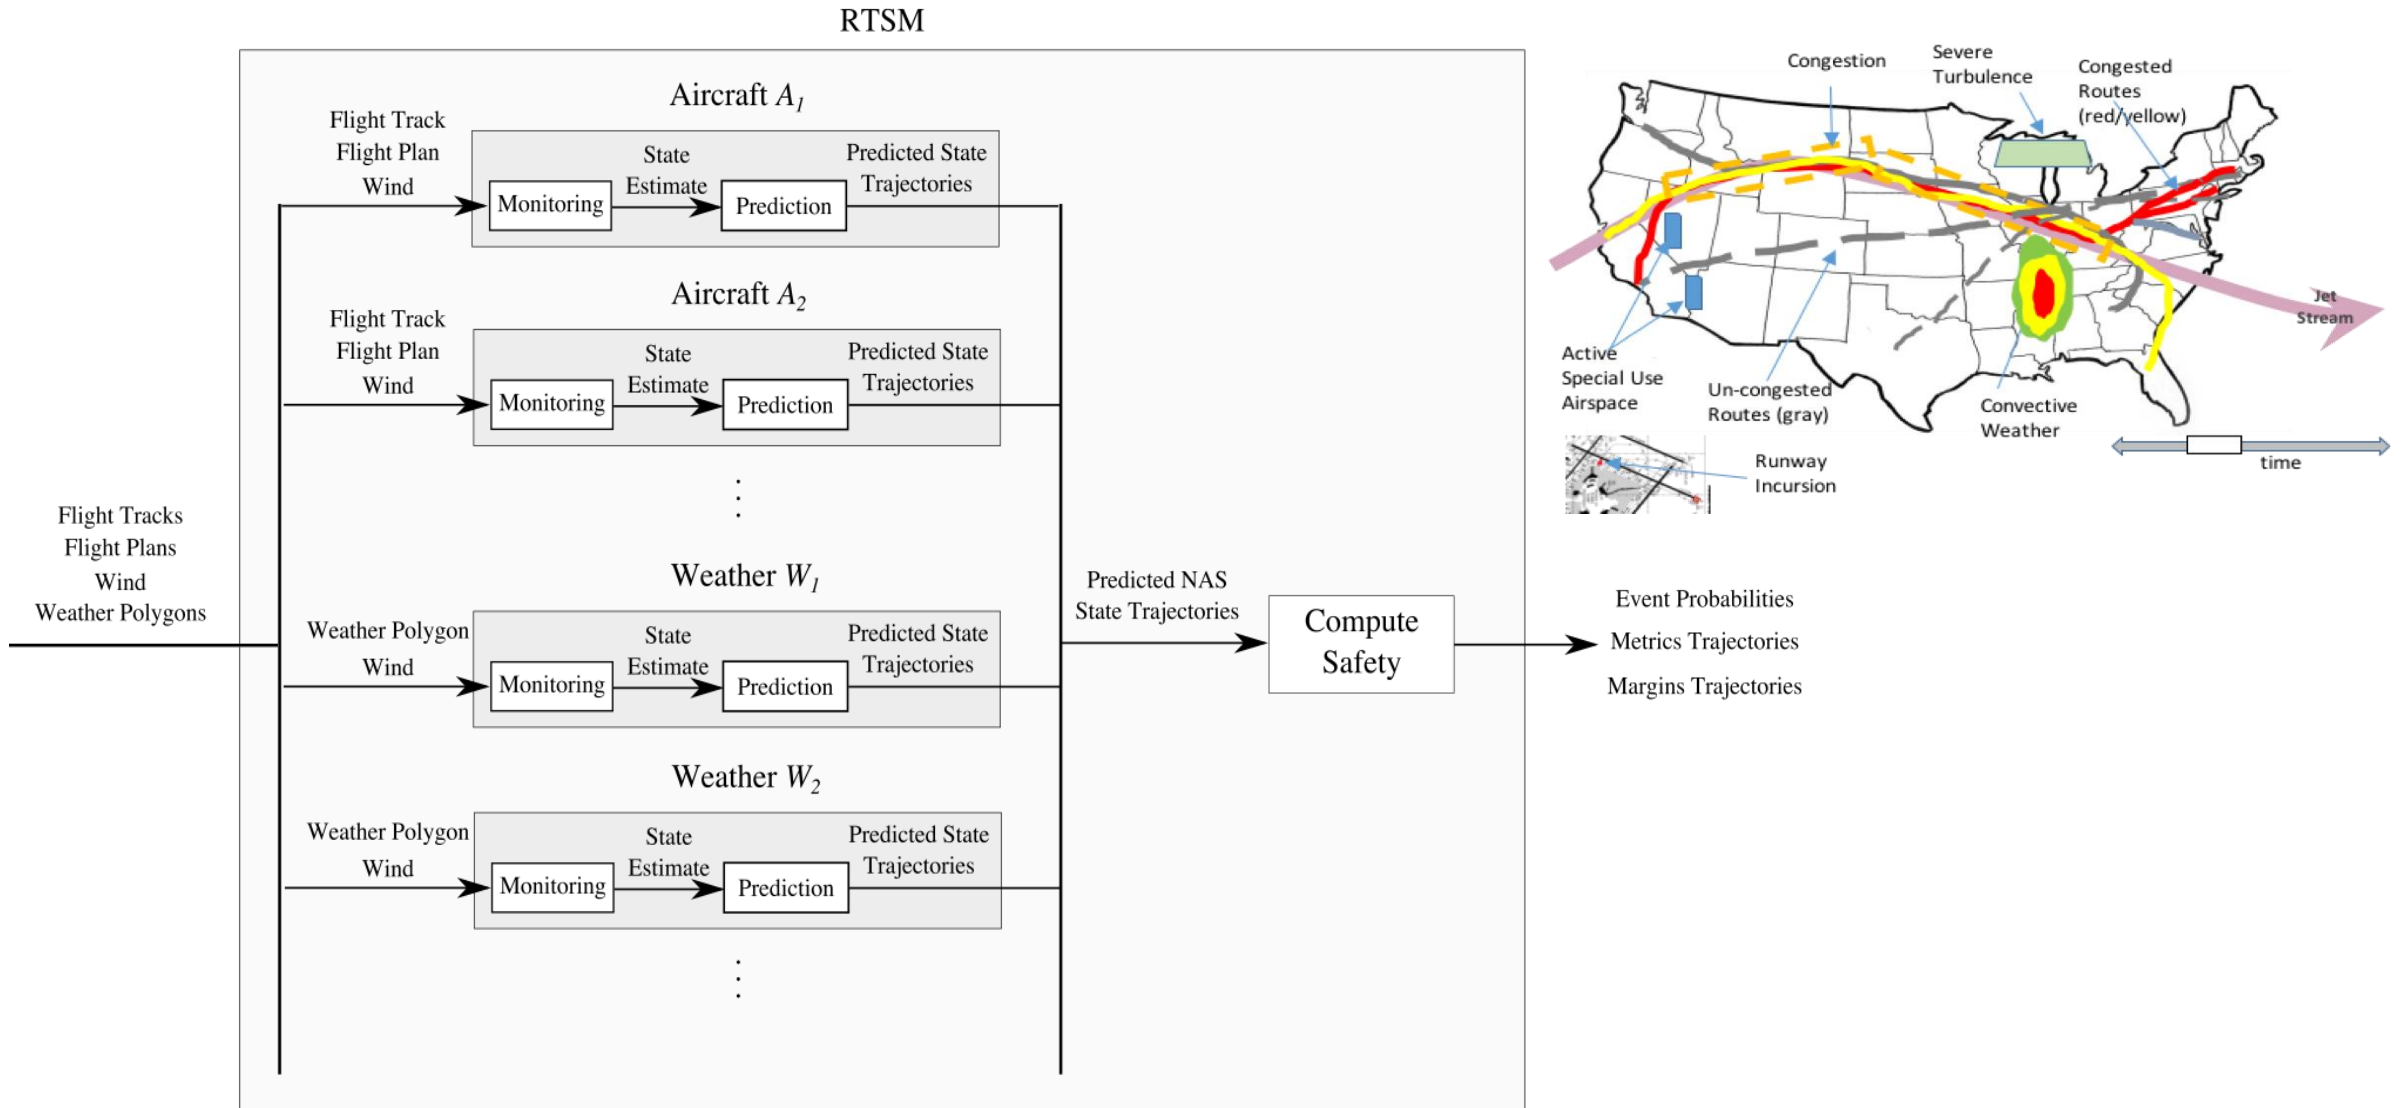 RTSM
Aircraft A1
Flight Track
Flight Plan
Wind
Monitoring
State
Estimate
Prediction
Predicted State
Trajectories
Aircraft A2
Flight Track
Flight Plan
Wind
Monitoring
State
Estimate
Prediction
Predicted State
Trajectories
Flight Tracks
Flight Plans
Wind
Weather Polygons
Weather W1
Weather Polygon
Wind
Monitoring
State
Estimate
Prediction
Predicted State
Trajectories
Weather W2
Weather Polygon
Wind
Monitoring
State
Estimate
Prediction
Predicted State
Trajectories
Predicted NAS
State Trajectories
Compute
Safety
Event Probabilities
Metrics Trajectories
Margins Trajectories
Congestion
Severe
Turbulence
Congested
Routes
(red/yellow)
Jet
Stream
Active
Special Use
Airspace
Un-congested
Routes (gray)
Convective
Weather
time
Runway
Incursion